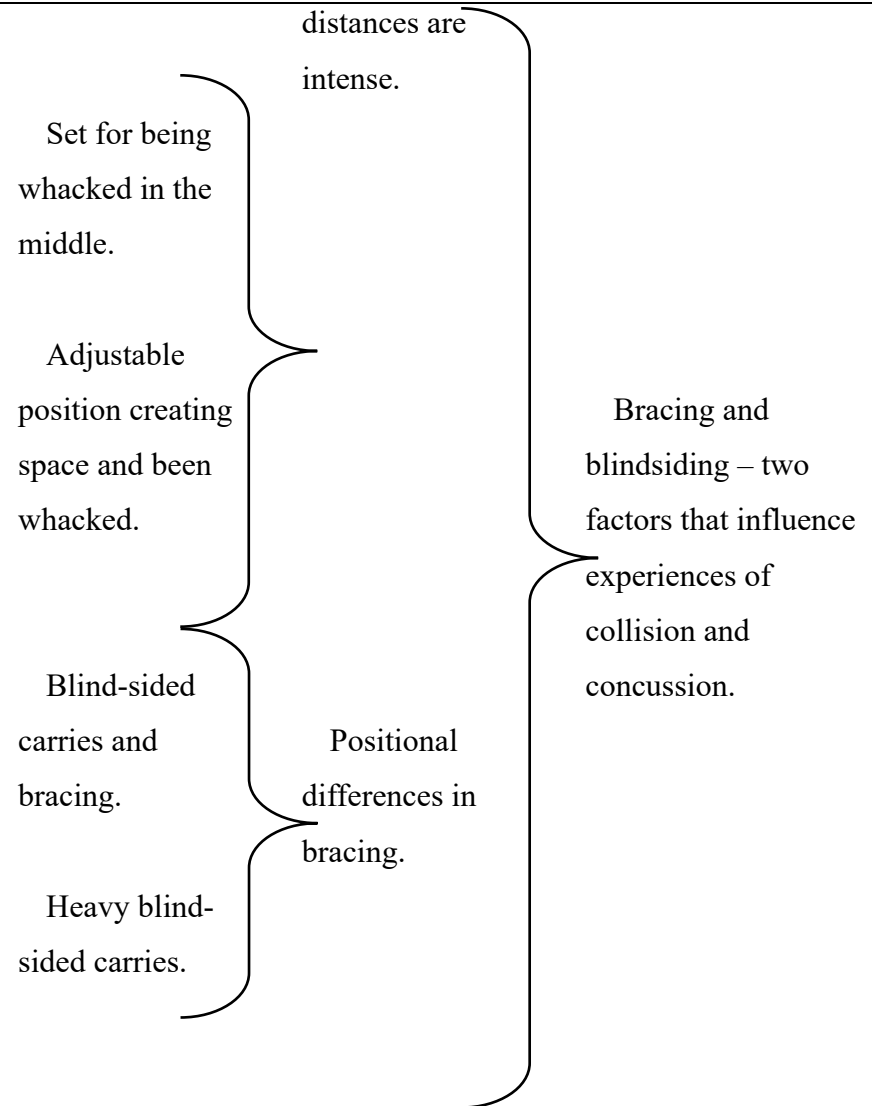 distances are
intense.
Set for being
whacked in the
middle.
Adjustable
position creating
space and been
whacked.
Blind-sided
carries and
bracing.
Heavy blind-
sided carries.
Positional
differences in
bracing.
Bracing and
blindsiding – two
factors that influence
experiences of
collision and
concussion.